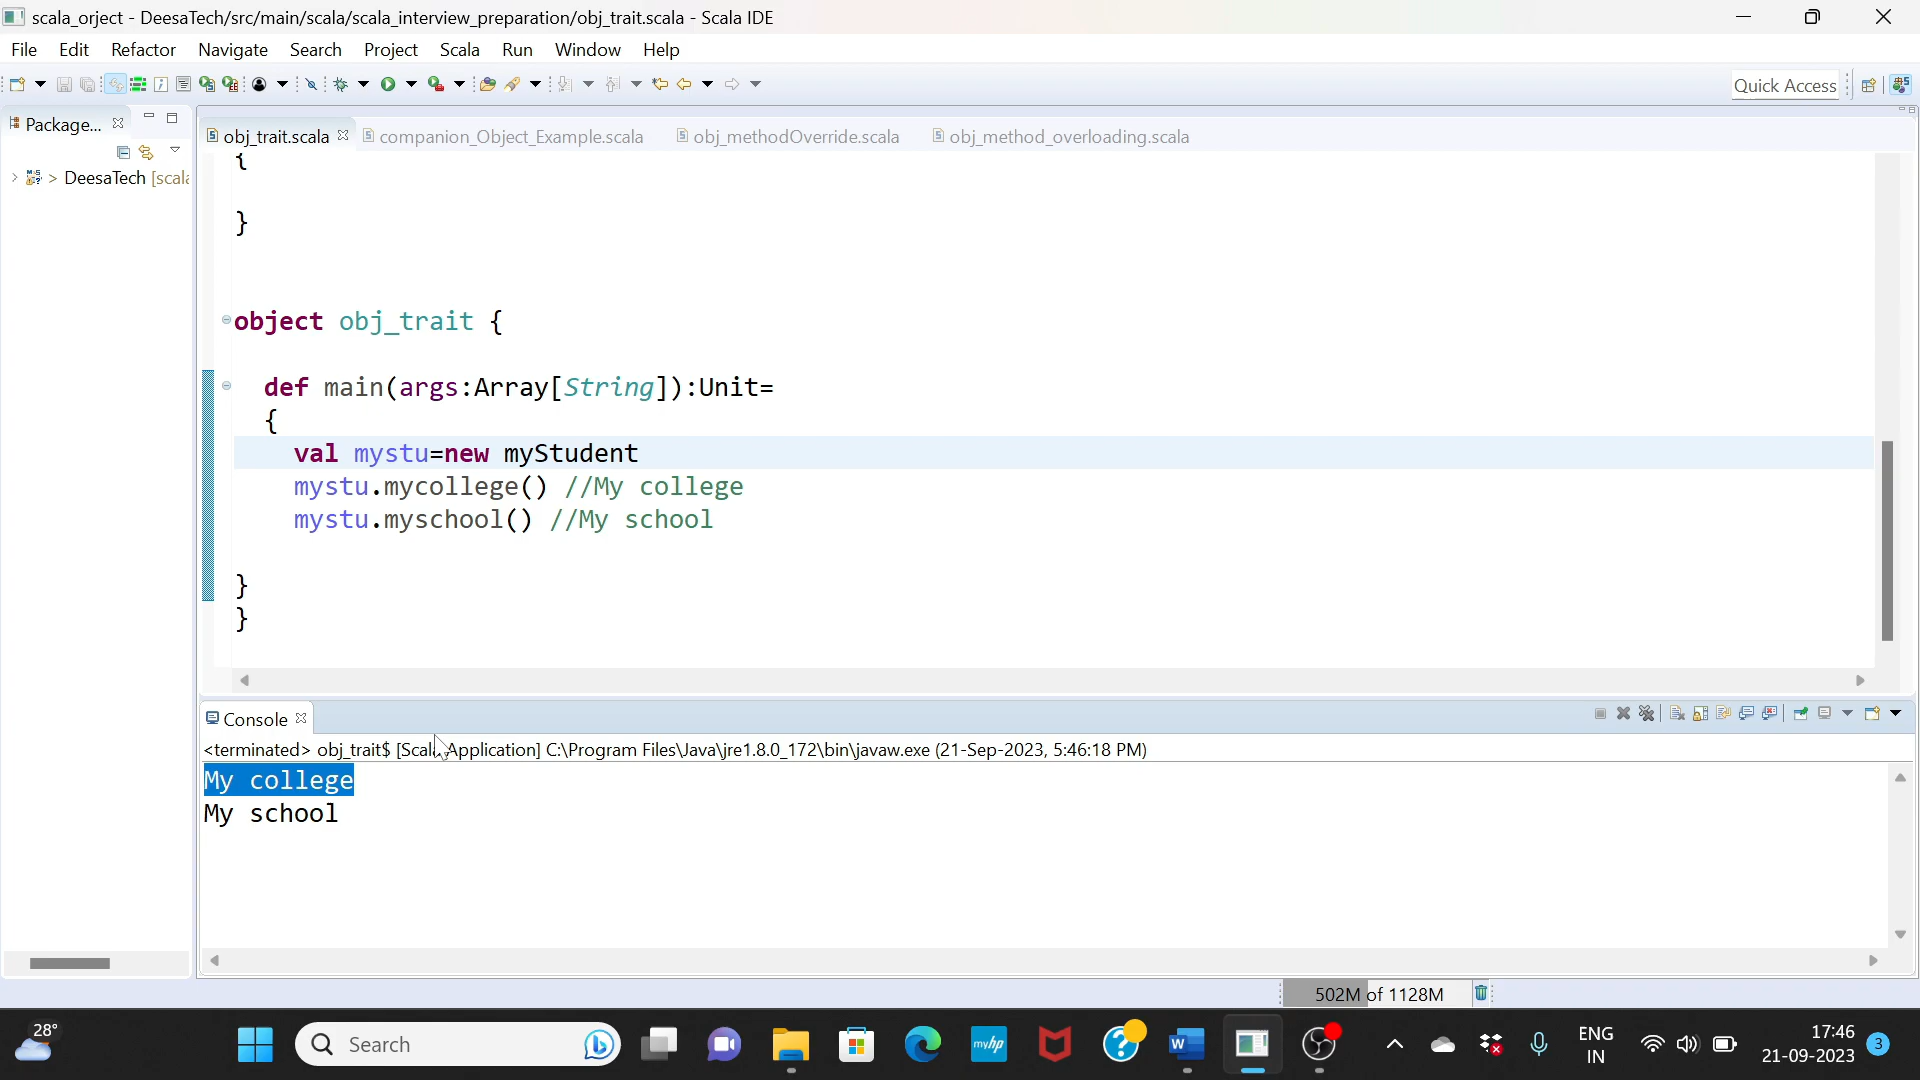 scala_orject - DeesaTech/src/main/scala/scala_interview_preparation/obj_trait.scala - Scala IDE
File Edit Refactor Navigate Search Project Scala Run Window Help
Quick Access
Package...
obj_trait.scala companion_Object_Example.scala obj_methodOverride.scala obj_method_overloading.scala
> DeesaTech [scala
{
}
object obj_trait {
def main(args:Array[String]):Unit=
{
val mystu=new myStudent
mystu.mycollege() //My college
mystu.myschool() //My school
}
}
Console
<terminated> obj_trait$ [Scala Application] C:\Program Files\Java\jre1.8.0_172\bin\javaw.exe (21-Sep-2023, 5:46:18 PM)
My college
My school
502M of 1128M
28°
Search
myhp
W
ENG
IN
17:46
21-09-2023
3